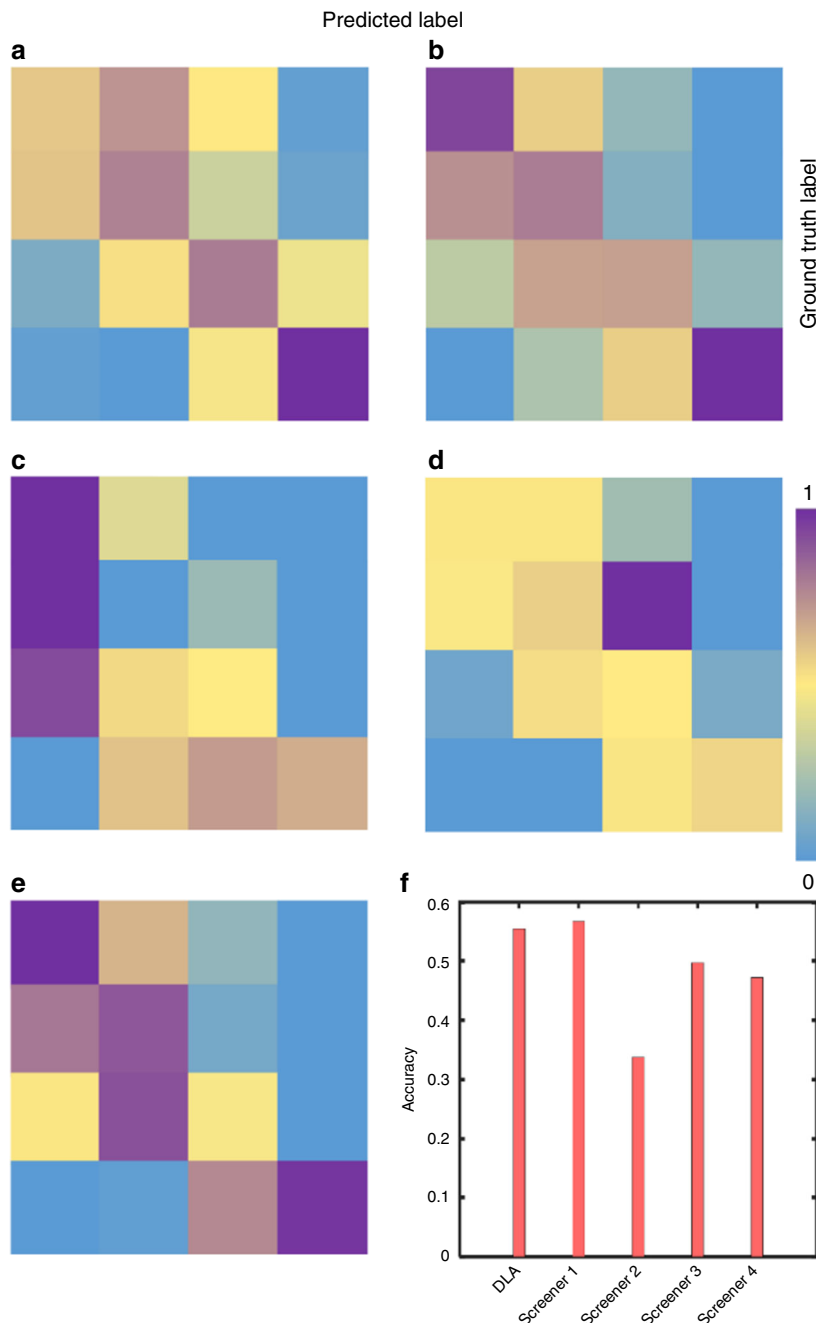 Predicted label
a
b
Ground truth label
c
d
1
0
e
f
0.6
0.5
0.4
0.3
0.2
0.1
0
Accuracy
DLA
Screener 1
Screener 2
Screener 3
Screener 4